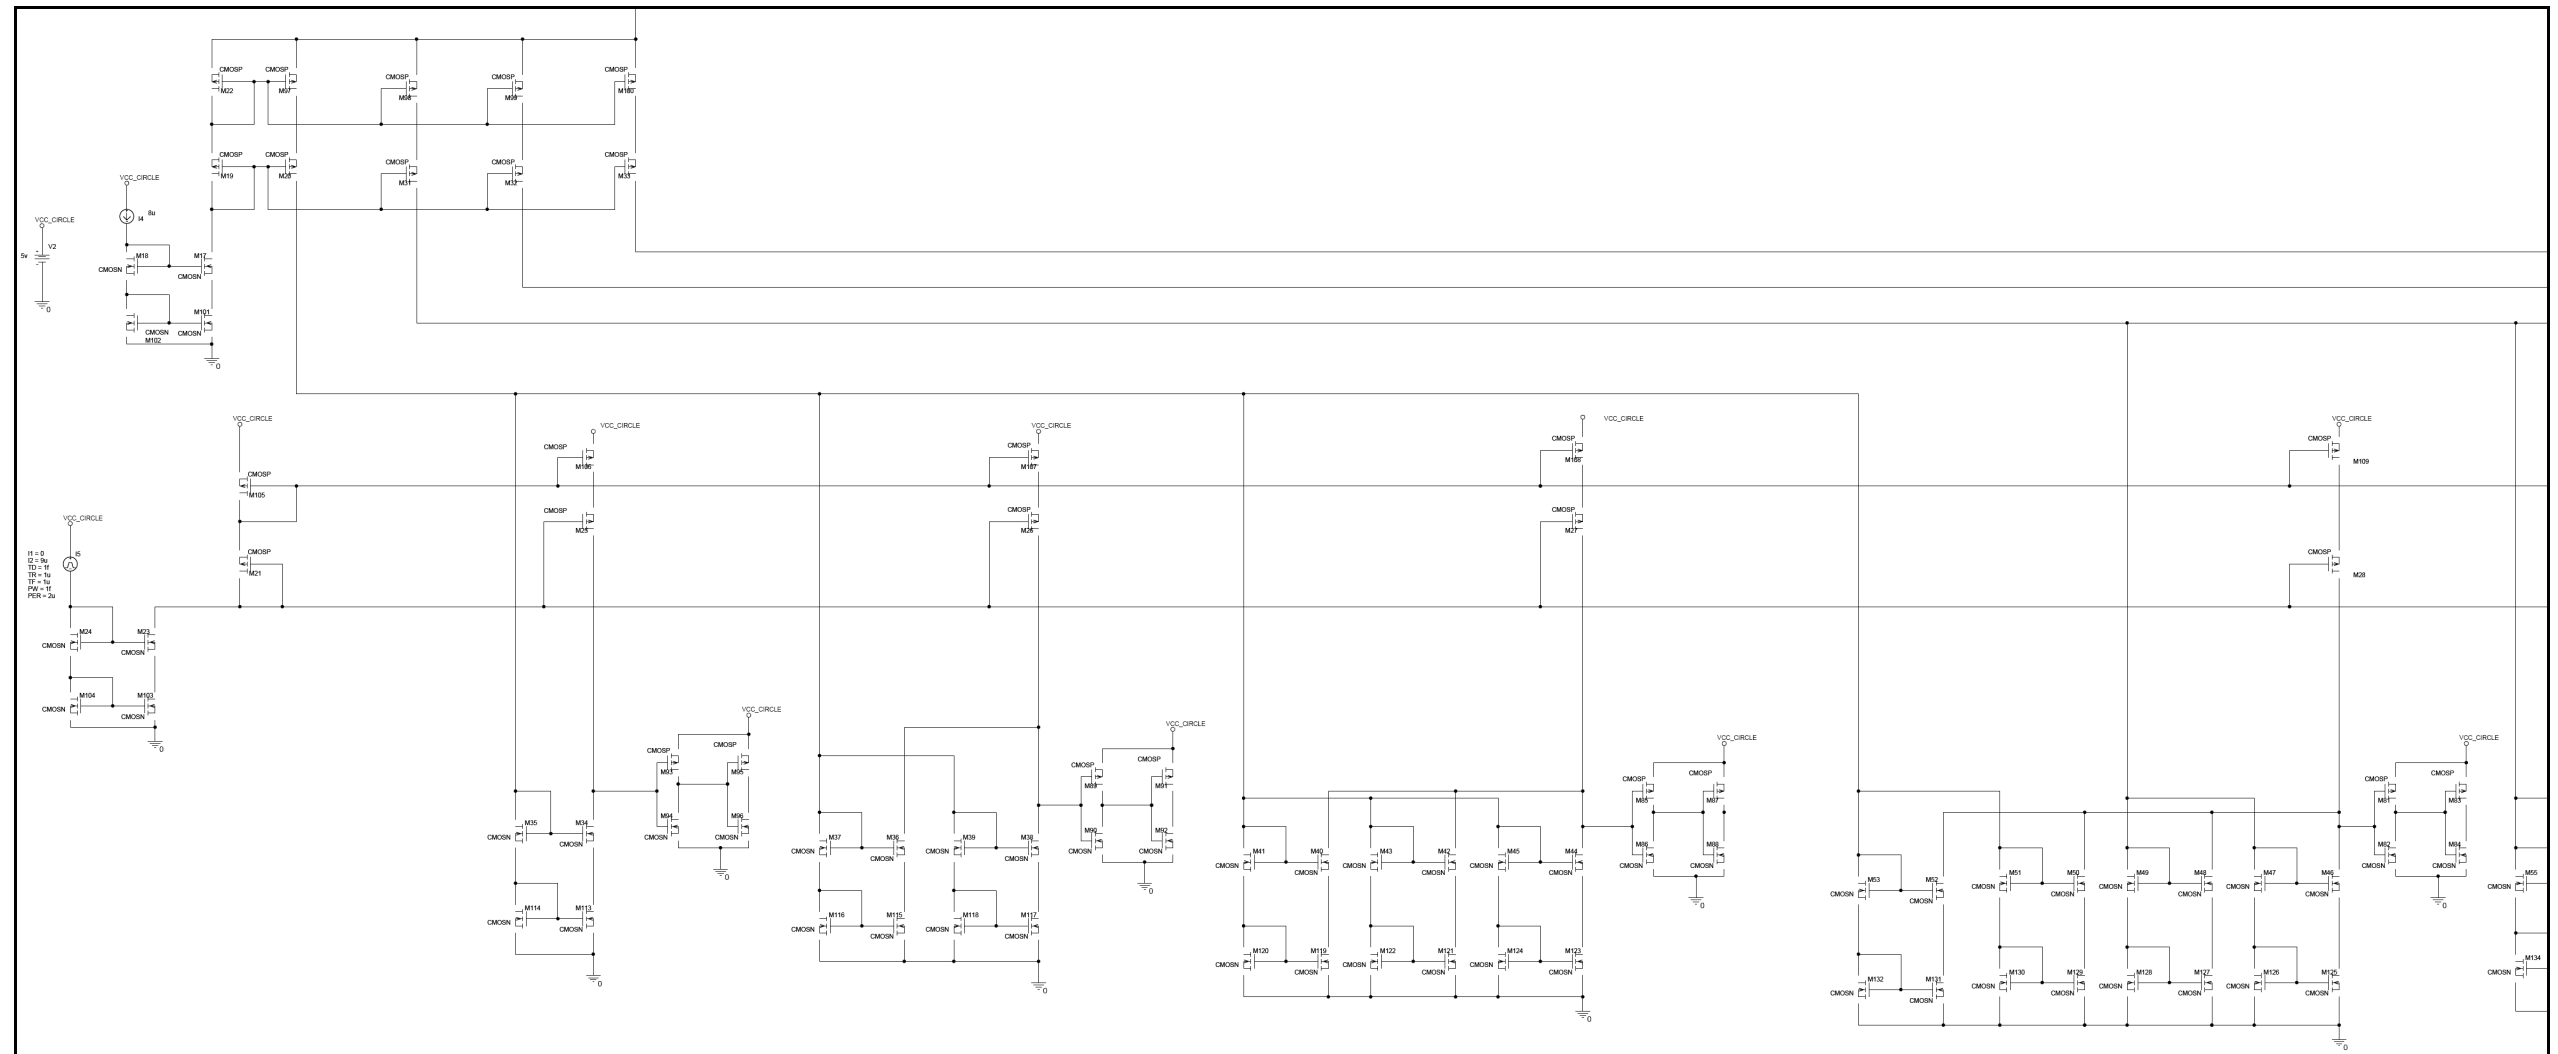 CMOSP
M22
CMOSP
M97
CMOSP
M98
CMOSP
M99
CMOSP
M100
CMOSP
M19
CMOSP
M20
CMOSP
M31
CMOSP
M32
CMOSP
M33
VCC_CIRCLE
8u
I4
VCC_CIRCLE
V2
5v
0
M18
CMOSN
M17
CMOSN
M101
CMOSN
CMOSN
M102
0
VCC_CIRCLE
CMOSP
M105
CMOSP
M21
VCC_CIRCLE
I5
I1 = 0
I2 = 9u
TD = 1f
TR = 1u
TF = 1u
PW = 1f
PER = 2u
M24
CMOSN
M23
CMOSN
M104
CMOSN
M103
CMOSN
0
VCC_CIRCLE
CMOSP
M106
CMOSP
M25
VCC_CIRCLE
CMOSP
M93
CMOSP
M95
M94
CMOSN
M96
CMOSN
0
M35
CMOSN
M34
CMOSN
M114
CMOSN
M113
CMOSN
0
VCC_CIRCLE
CMOSP
M107
CMOSP
M26
VCC_CIRCLE
CMOSP
M89
CMOSP
M91
M90
CMOSN
M92
CMOSN
0
M37
CMOSN
M36
CMOSN
M39
CMOSN
M38
CMOSN
M116
CMOSN
M115
CMOSN
M118
CMOSN
M117
CMOSN
0
VCC_CIRCLE
CMOSP
M108
CMOSP
M27
VCC_CIRCLE
CMOSP
M85
CMOSP
M87
M86
CMOSN
M88
CMOSN
0
M41
CMOSN
M40
CMOSN
M43
CMOSN
M42
CMOSN
M45
CMOSN
M44
CMOSN
M120
CMOSN
M119
CMOSN
M122
CMOSN
M121
CMOSN
M124
CMOSN
M123
CMOSN
0
VCC_CIRCLE
CMOSP
M109
CMOSP
M28
VCC_CIRCLE
CMOSP
M81
CMOSP
M83
M82
CMOSN
M84
CMOSN
0
M53
CMOSN
M52
CMOSN
M51
CMOSN
M50
CMOSN
M49
CMOSN
M48
CMOSN
M47
CMOSN
M46
CMOSN
M132
CMOSN
M131
CMOSN
M130
CMOSN
M129
CMOSN
M128
CMOSN
M127
CMOSN
M126
CMOSN
M125
CMOSN
0
M55
CMOSN
M134
CMOSN